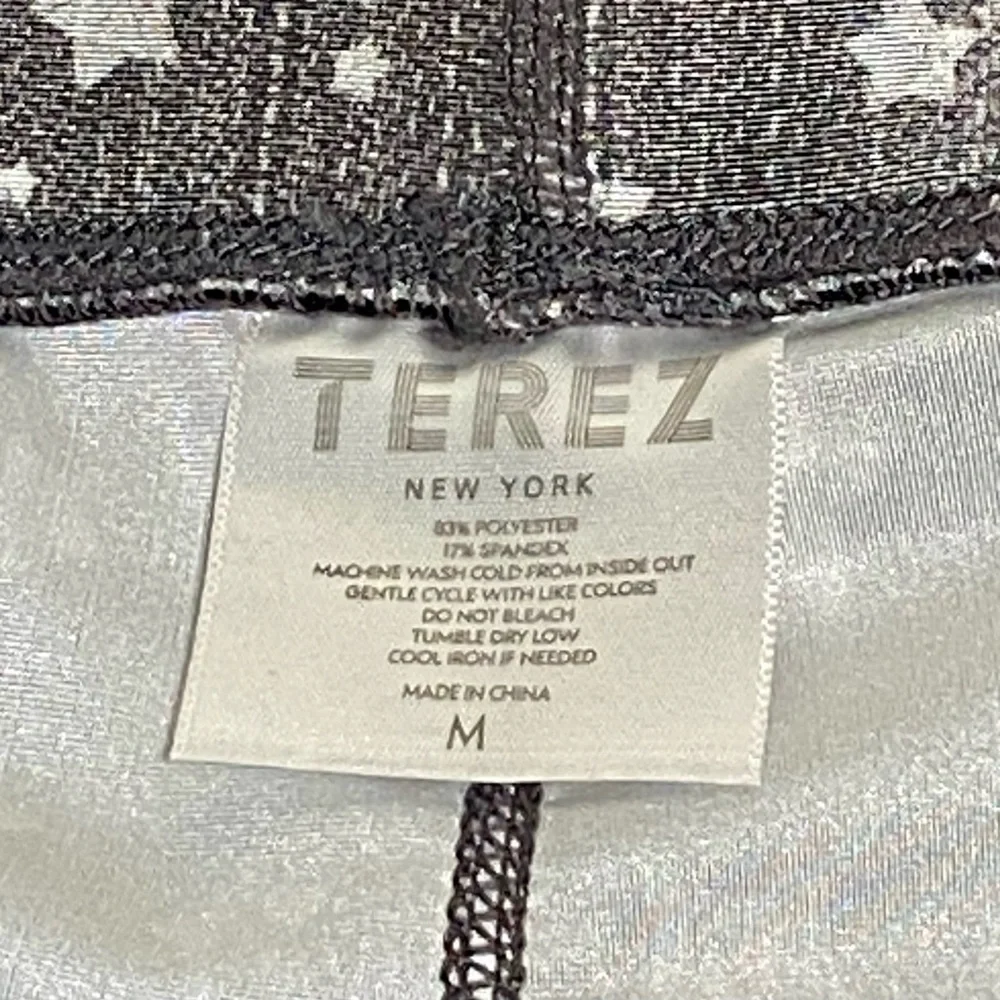 TEREZ
NEW YORK
83% POLYESTER
17% SPANDEX
MACHINE WASH COLD FROM INSIDE OUT
GENTLE CYCLE WITH LIKE COLORS
DO NOT BLEACH
TUMBLE DRY LOW
COOL IRON IF NEEDED
MADE IN CHINA
M